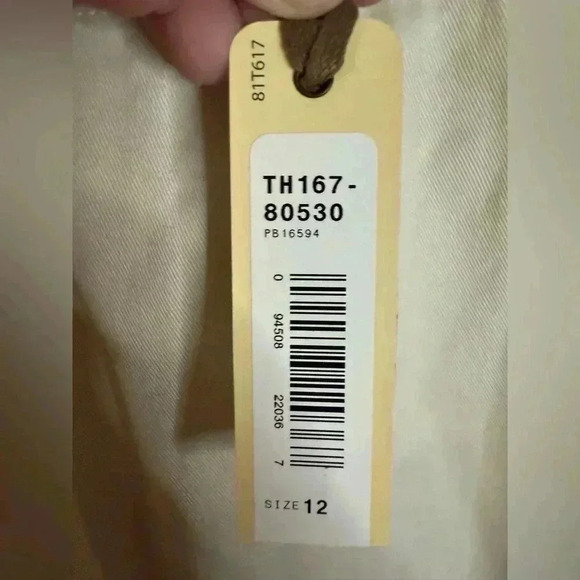 81T617
TH167-
80530
PB16594
0 94508 22036 7
SIZE 12